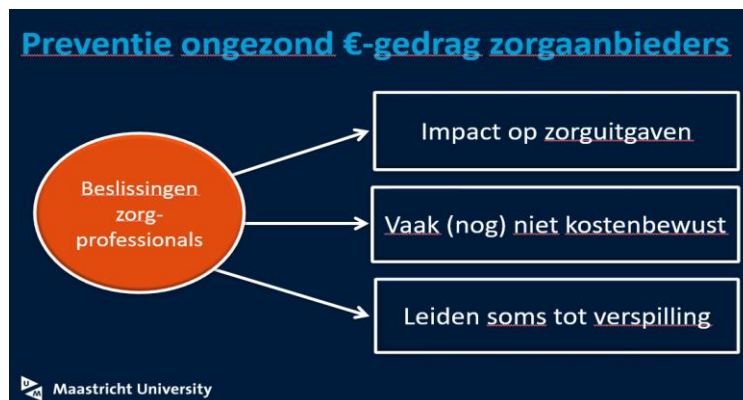 Preventie ongezond €-gedrag zorgaanbieders
Impact op zorguitgaven
Beslissingen
zorg-
professionals
Vaak (nog) niet kostenbewust
Leiden soms tot verspilling
UM Maastricht University